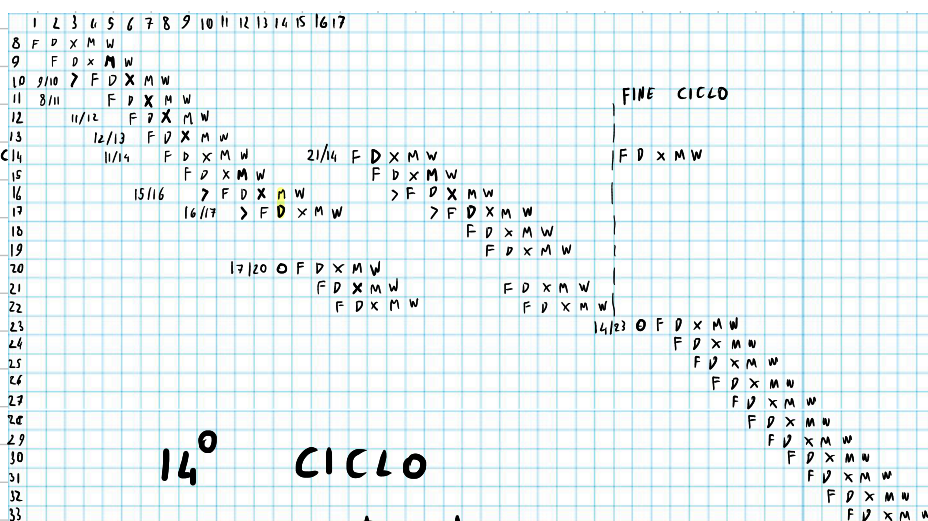 1 2 3 4 5 6 7 8 9 10 11 12 13 14 15 16 17
8 F D X M W
9 F D X M W
10 9/10 > F D X M W
FINE CICLO
11 8/11 F D X M W
12 11/12 F D X M W
13 12/13 F D X M W
C 14 11/14 F D X M W 21/14 F D X M W F D X M W
15 F D X M W F D X M W
16 15/16 > F D X M W > F D X M W
17 16/17 > F D X M W > F D X M W
18 F D X M W
19 F D X M W
20 17/20 O F D X M W
21 F D X M W F D X M W
22 F D X M W F D X M W
23 14/23 O F D X M W
24 F D X M W
25 F D X M W
26 F D X M W
27 F D X M W
28 F D X M W
29 F D X M W
30 F D X M W
31 F D X M W
32 F D X M W
33 F D X M W
14° CICLO